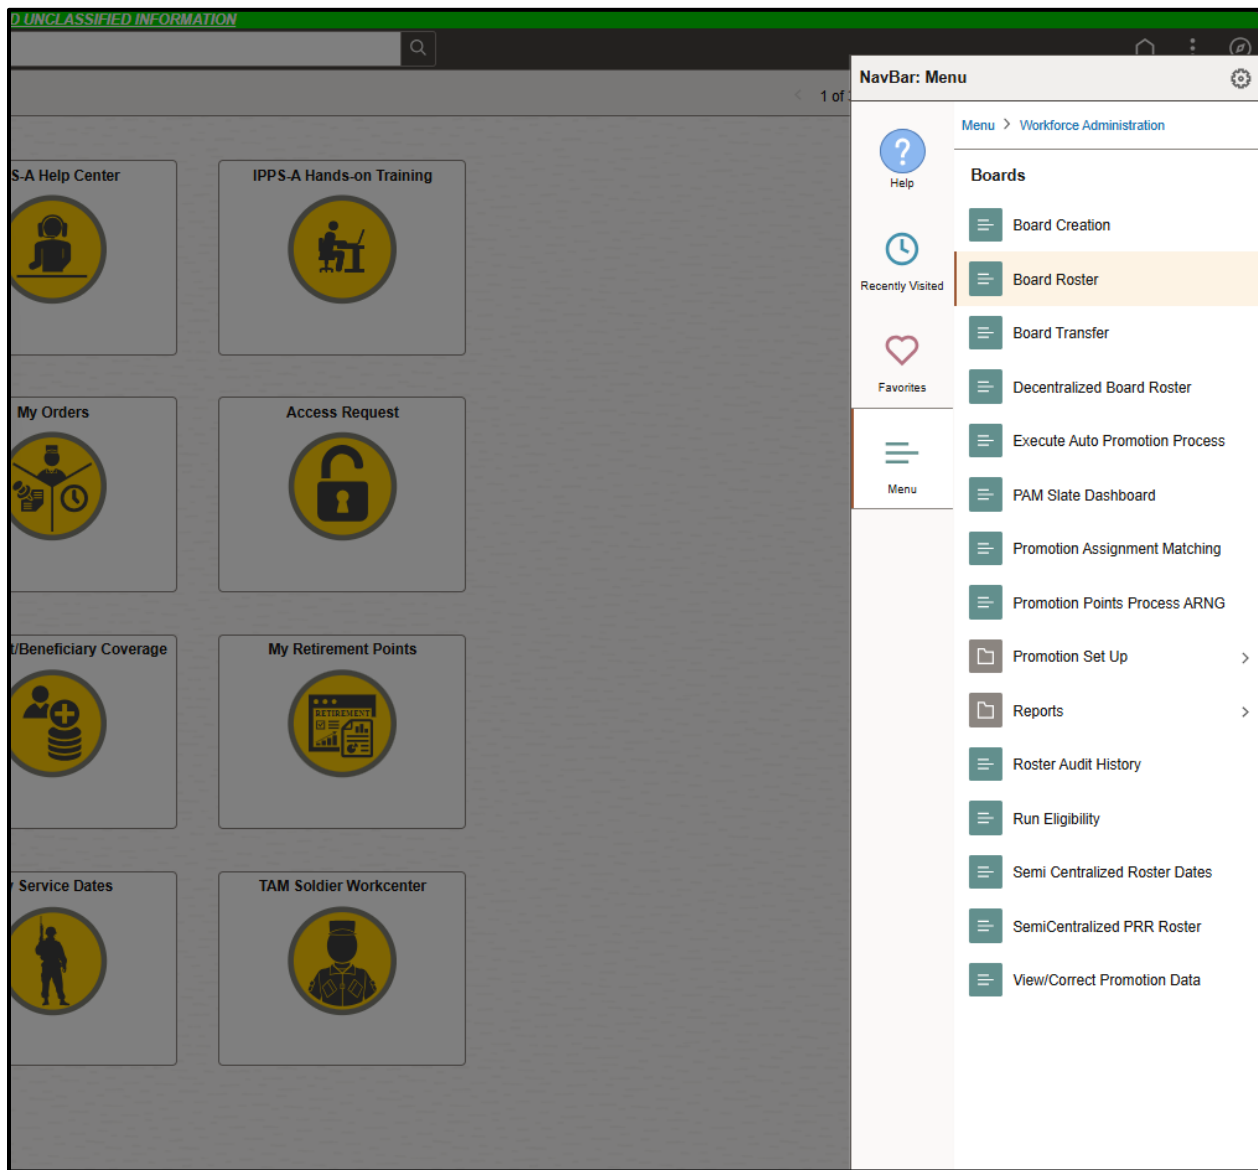 D UNCLASSIFIED INFORMATION
1 of
NavBar: Menu
Menu > Workforce Administration
Help
Recently Visited
Favorites
Menu
Boards
Board Creation
Board Roster
Board Transfer
Decentralized Board Roster
Execute Auto Promotion Process
PAM Slate Dashboard
Promotion Assignment Matching
Promotion Points Process ARNG
Promotion Set Up
Reports
Roster Audit History
Run Eligibility
Semi Centralized Roster Dates
SemiCentralized PRR Roster
View/Correct Promotion Data
S-A Help Center
IPPS-A Hands-on Training
My Orders
Access Request
t/Beneficiary Coverage
My Retirement Points
RETIREMENT
Service Dates
TAM Soldier Workcenter